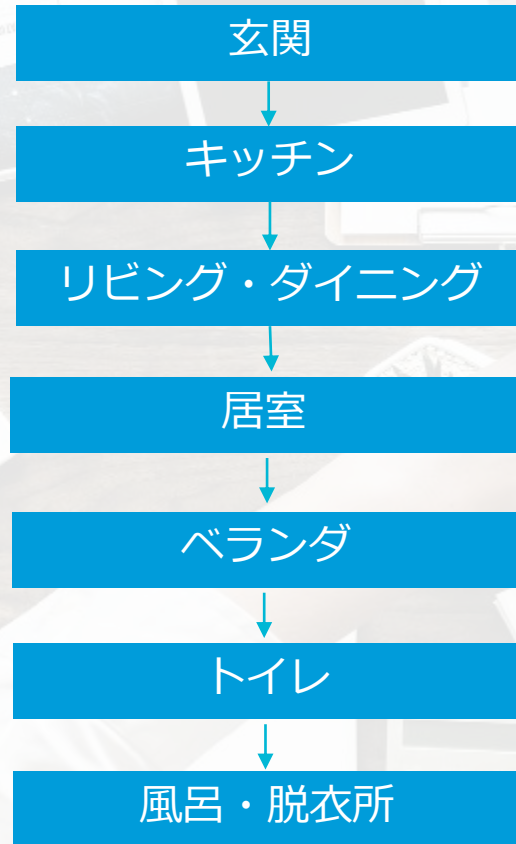 玄関
キッチン
リビング・ダイニング
居室
ベランダ
トイレ
風呂・脱衣所